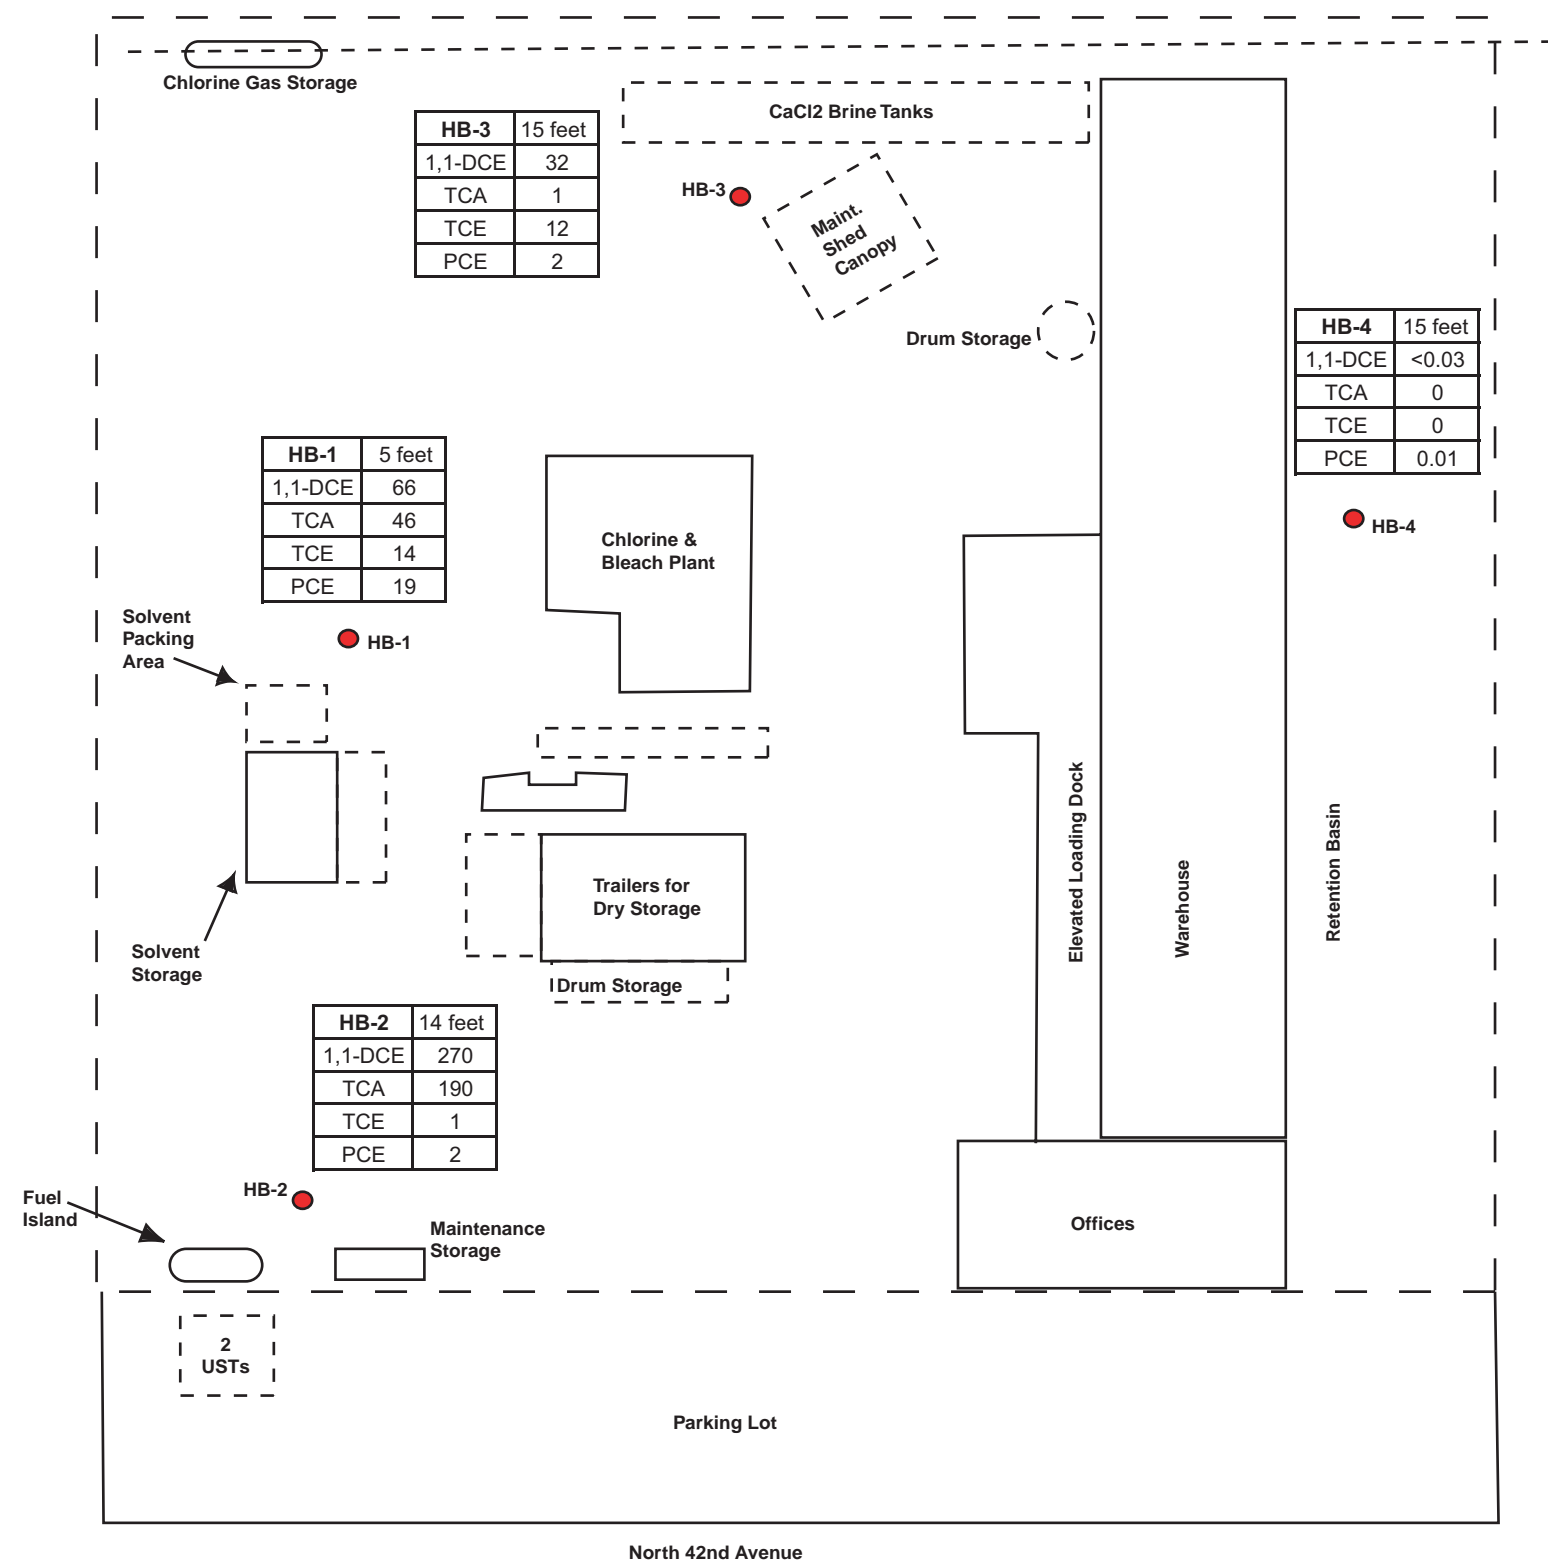 Chlorine Gas Storage
CaCl2 Brine Tanks
HB-3 15 feet
1,1-DCE 32
TCA 1
TCE 12
PCE 2
HB-3
Maint.
Shed
Canopy
Drum Storage
HB-4 15 feet
1,1-DCE <0.03
TCA 0
TCE 0
PCE 0.01
HB-4
HB-1 5 feet
1,1-DCE 66
TCA 46
TCE 14
PCE 19
HB-1
Chlorine &
Bleach Plant
Solvent
Packing
Area
Elevated Loading Dock
Warehouse
Retention Basin
Trailers for
Dry Storage
Solvent
Storage
Drum Storage
HB-2 14 feet
1,1-DCE 270
TCA 190
TCE 1
PCE 2
HB-2
Fuel
Island
Maintenance
Storage
Offices
2
USTs
Parking Lot
North 42nd Avenue